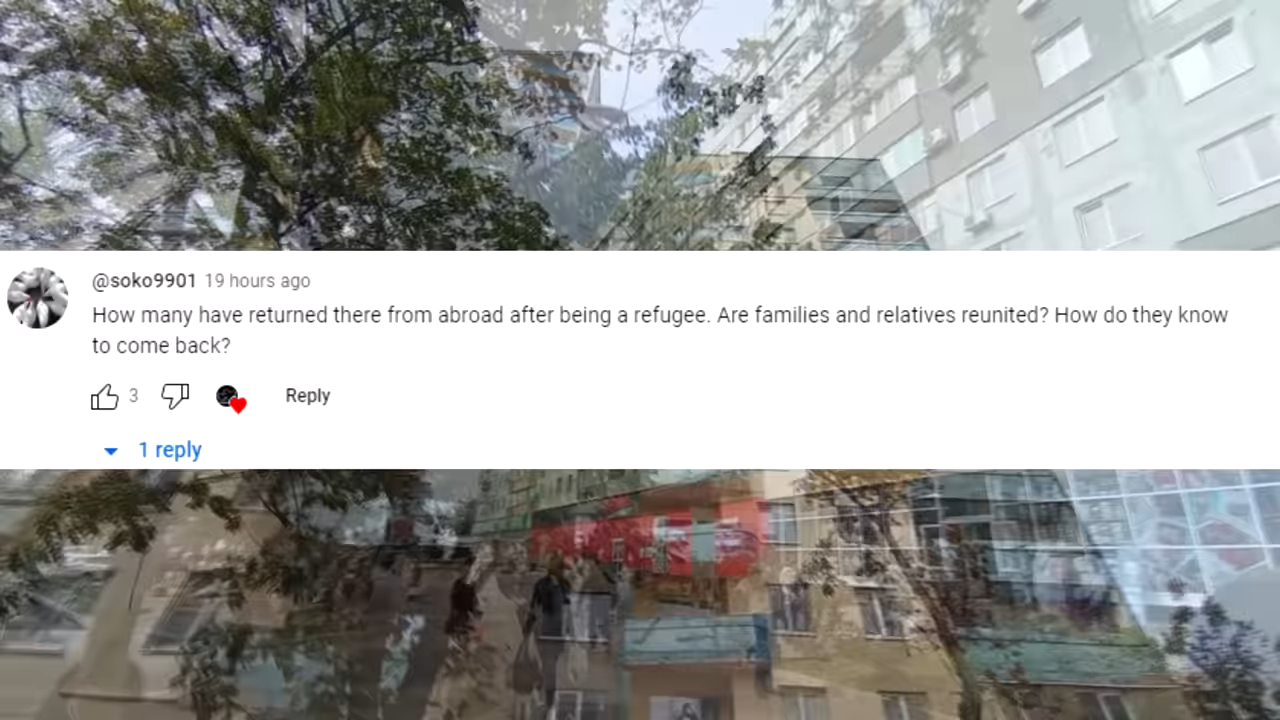 @soko9901 19 hours ago
How many have returned there from abroad after being a refugee. Are families and relatives reunited? How do they know
to come back?
3 Reply
1 reply